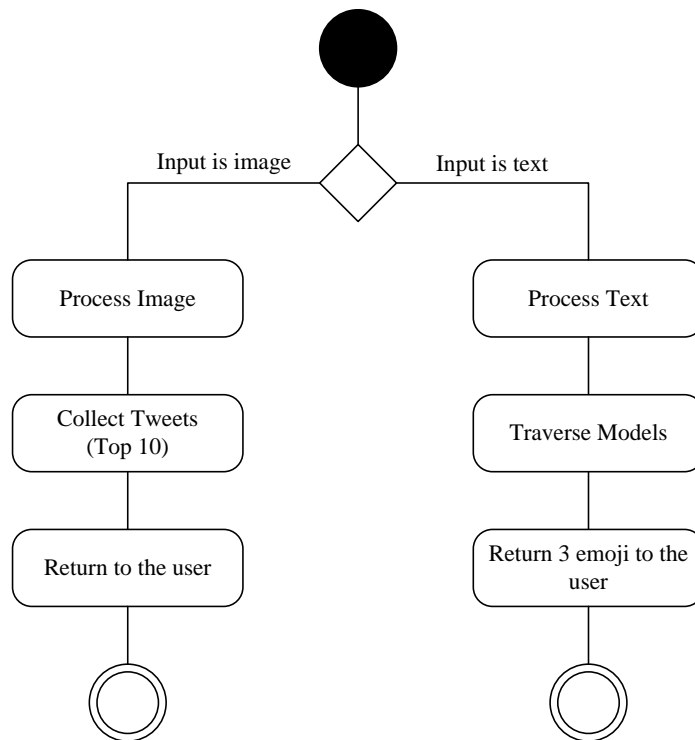 Input is image
Input is text
Process Image
Process Text
Collect Tweets
(Top 10)
Traverse Models
Return to the user
Return 3 emoji to the
user